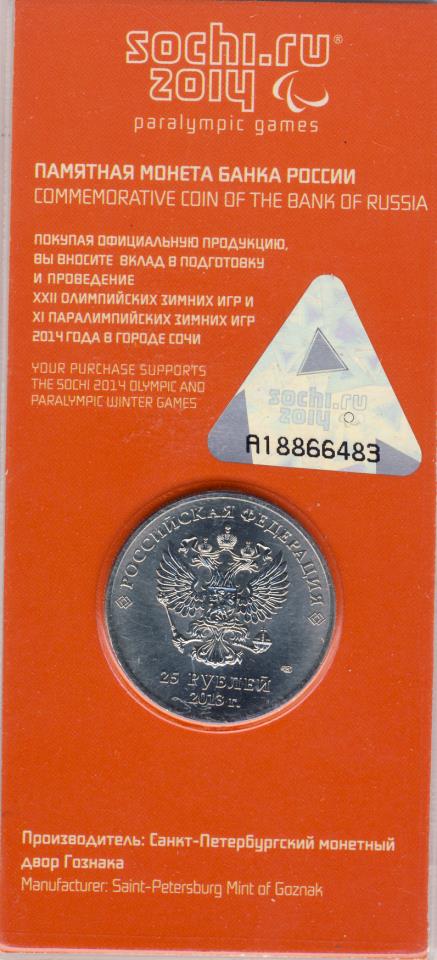 sochi.ru®
2014
paralympic games
ПАМЯТНАЯ МОНЕТА БАНКА РОССИИ
COMMEMORATIVE COIN OF THE BANK OF RUSSIA
ПОКУПАЯ ОФИЦИАЛЬНУЮ ПРОДУКЦИЮ,
ВЫ ВНОСИТЕ ВКЛАД В ПОДГОТОВКУ
И ПРОВЕДЕНИЕ
XXII ОЛИМПИЙСКИХ ЗИМНИХ ИГР И
XI ПАРАЛИМПИЙСКИХ ЗИМНИХ ИГР
2014 ГОДА В ГОРОДЕ СОЧИ
YOUR PURCHASE SUPPORTS
THE SOCHI 2014 OLYMPIC AND
PARALYMPIC WINTER GAMES
sochi.ru
2014
A18866483
РОССИЙСКАЯ ФЕДЕРАЦИЯ
25 РУБЛЕЙ
2013 г.
Производитель: Санкт-Петербургский монетный
двор Гознака
Manufacturer: Saint-Petersburg Mint of Goznak